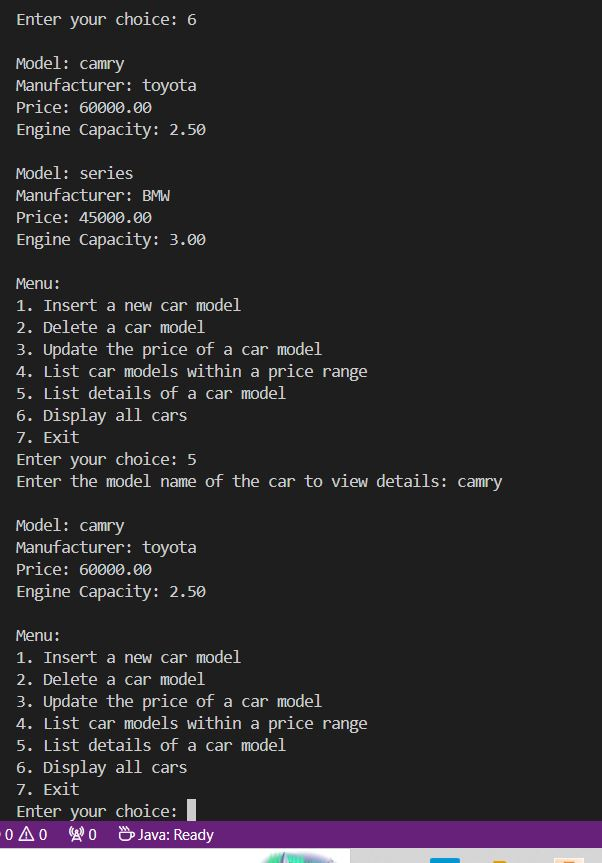 Enter your choice: 6
Model: camry
Manufacturer: toyota
Price: 60000.00
Engine Capacity: 2.50
Model: series
Manufacturer: BMW
Price: 45000.00
Engine Capacity: 3.00
Menu:
1. Insert a new car model
2. Delete a car model
3. Update the price of a car model
4. List car models within a price range
5. List details of a car model
6. Display all cars
7. Exit
Enter your choice: 5
Enter the model name of the car to view details: camry
Model: camry
Manufacturer: toyota
Price: 60000.00
Engine Capacity: 2.50
Menu:
1. Insert a new car model
2. Delete a car model
3. Update the price of a car model
4. List car models within a price range
5. List details of a car model
6. Display all cars
7. Exit
Enter your choice:
0 0 0 Java: Ready